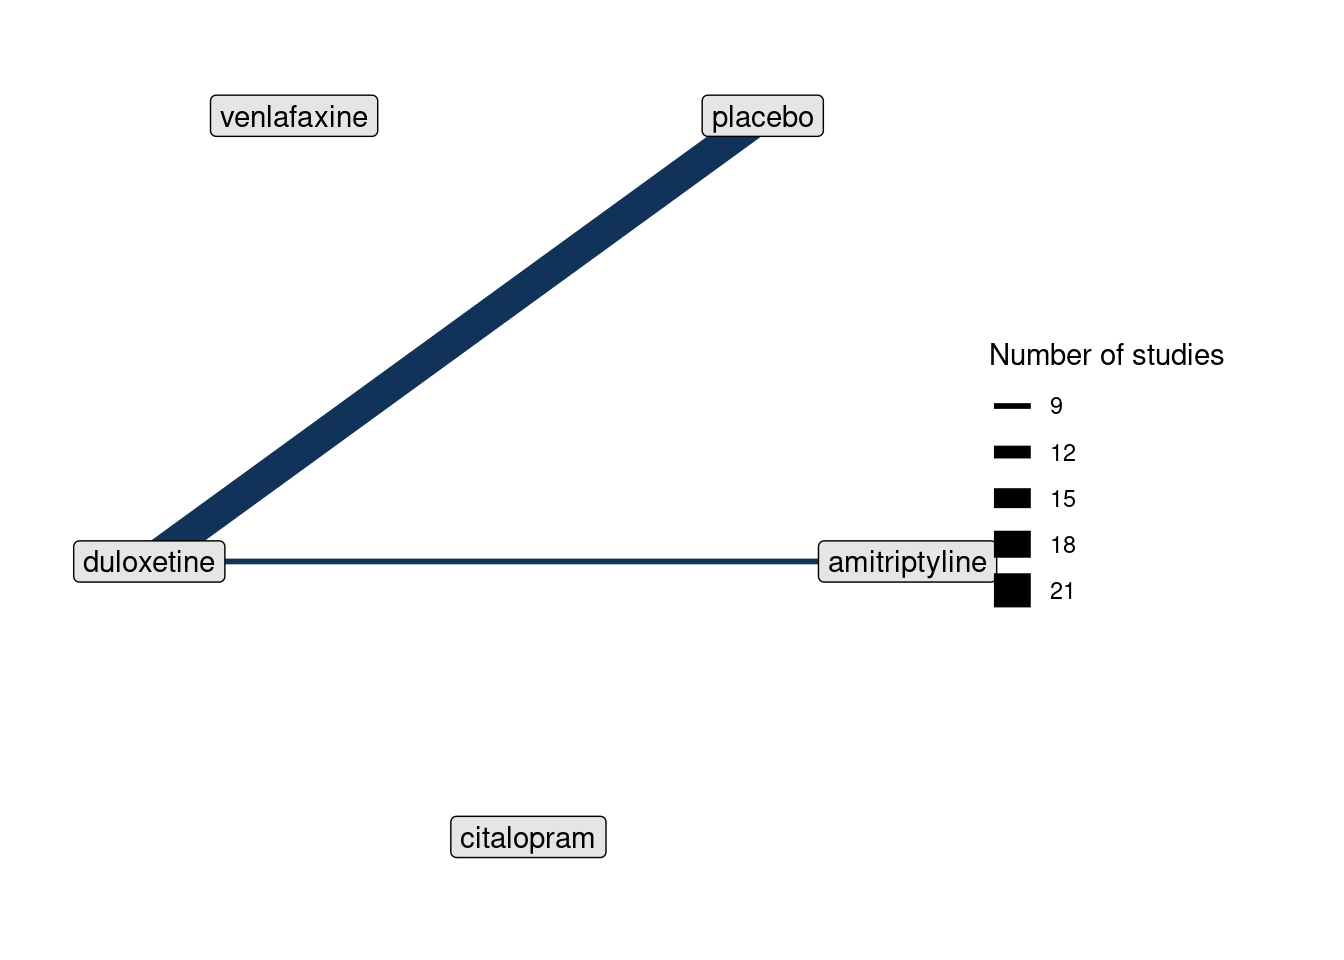 venlafaxine
placebo
Number of studies
9
12
15
18
21
duloxetine
amitriptyline
citalopram